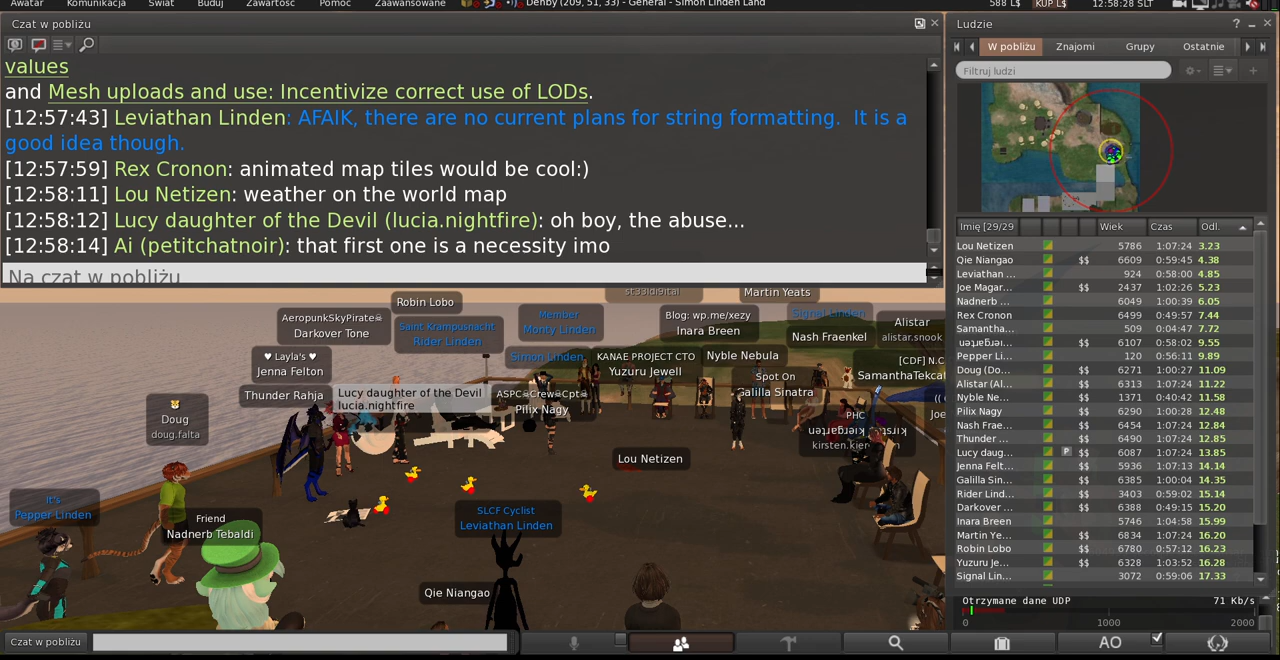 Awatar Komunikacja Świat Buduj Zawartość Pomoc Zaawansowane Denby (209, 51, 33) - General - Simon Linden Land 588 L$ KUP L$ 12:58:28 SLT
Czat w pobliżu
values
and Mesh uploads and use: Incentivize correct use of LODs.
[12:57:43] Leviathan Linden: AFAIK, there are no current plans for string formatting. It is a
good idea though.
[12:57:59] Rex Cronon: animated map tiles would be cool:)
[12:58:11] Lou Netizen: weather on the world map
[12:58:12] Lucy daughter of the Devil (lucia.nightfire): oh boy, the abuse...
[12:58:14] Ai (petitchatnoir): that first one is a necessity imo
Na czat w pobliżu
st33ldi9ital
Martin Yeats
Robin Lobo
AeropunkSkyPirate☠
Darkover Tone
Saint Krampusnacht
Rider Linden
Member
Monty Linden
Blog: wp.me/xezy
Inara Breen
Signal Linden
Nash Fraenkel
Alistar
alistar.snook
♥ Layla's ♥
Jenna Felton
Simon Linden
KANAE PROJECT CTO
Yuzuru Jewell
Nyble Nebula
[CDF] N.C
SamanthaTekcat
Spot On
Galilla Sinatra
Thunder Rahja
Lucy daughter of the Devil
lucia.nightfire
ASPC☠Crew☠Cpt☠
Pilix Nagy
Doug
doug.falta
((
Joe
PHC
Lou Netizen
It's
Pepper Linden
Friend
Nadnerb Tebaldi
SLCF Cyclist
Leviathan Linden
Qie Niangao
Czat w pobliżu
AO
Ludzie
? _ ×
W pobliżu Znajomi Grupy Ostatnie
Filtruj ludzi
Imię [29/29 Wiek Czas Odl.
Lou Netizen 5786 1:07:24 3.23
Qie Niangao $$ 6609 0:59:45 4.38
Leviathan ... 924 0:58:00 4.85
Joe Magar... $$ 2437 1:02:26 5.23
Nadnerb ... 6049 1:00:39 6.05
Rex Cronon $$ 6499 0:49:57 7.44
Samantha... 509 0:04:47 7.72
$$ 6107 0:58:02 9.55
Pepper Li... 120 0:56:11 9.89
Doug (Do... $$ 6271 1:00:27 11.09
Alistar (Al... $$ 6313 1:07:24 11.22
Nyble Ne... $$ 1371 0:40:42 11.58
Pilix Nagy $$ 6290 1:00:28 12.48
Nash Frae... $$ 6454 1:07:24 12.84
Thunder ... $$ 6490 1:07:24 12.85
Lucy daug... P $$ 6087 1:07:24 13.85
Jenna Felt... $$ 5936 1:07:13 14.14
Galilla Sin... $$ 6385 1:00:04 14.35
Rider Lind... $$ 3403 0:59:02 15.14
Darkover ... $$ 6388 0:49:15 15.20
Inara Breen 5746 1:04:58 15.99
Martin Ye... $$ 6834 1:07:24 16.20
Robin Lobo $$ 6780 0:57:12 16.23
Yuzuru Je... $$ 6328 1:03:52 16.28
Signal Lin... 3072 0:59:06 17.33
Otrzymane dane UDP 71 Kb/s
0 1000 2000